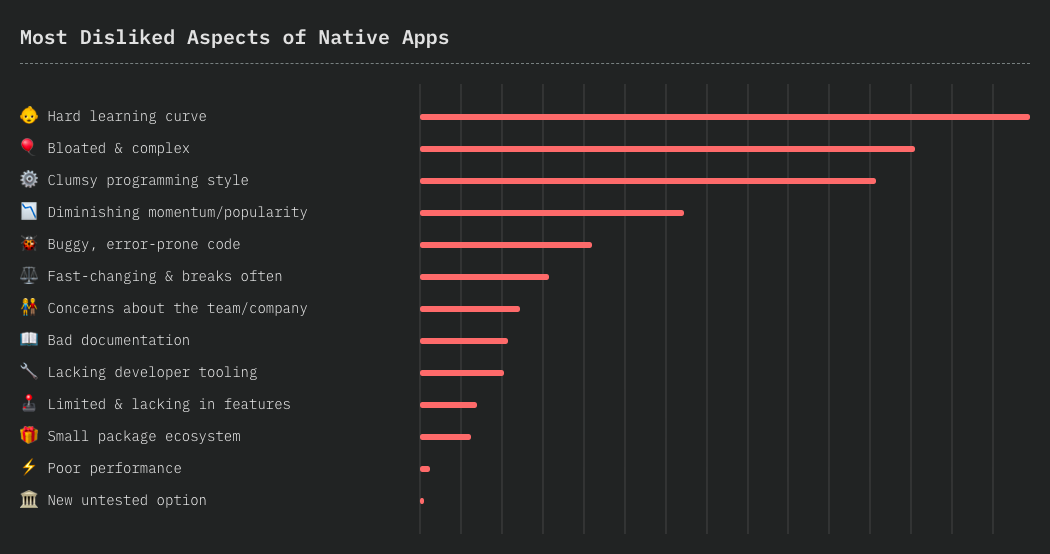 Most Disliked Aspects of Native Apps
Hard learning curve
Bloated & complex
Clumsy programming style
Diminishing momentum/popularity
Buggy, error-prone code
Fast-changing & breaks often
Concerns about the team/company
Bad documentation
Lacking developer tooling
Limited & lacking in features
Small package ecosystem
Poor performance
New untested option